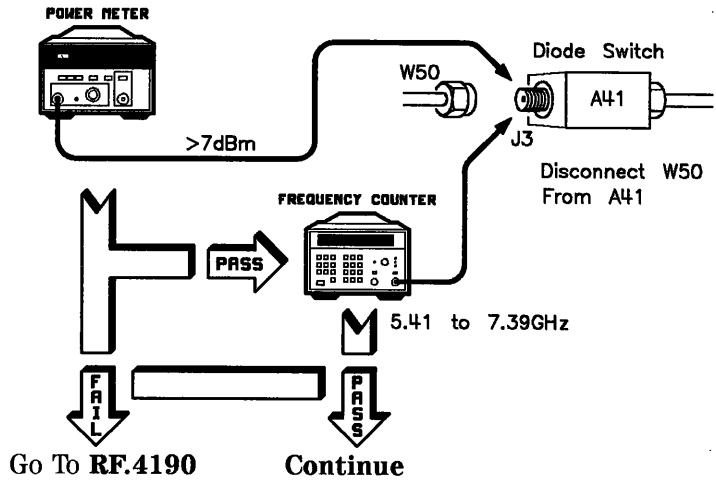 POWER METER
Diode Switch
W50
A41
>7dBm
J3
Disconnect W50
From A41
FREQUENCY COUNTER
PASS
5.41 to 7.39GHz
FAIL
PASS
Go To RF.4190
Continue